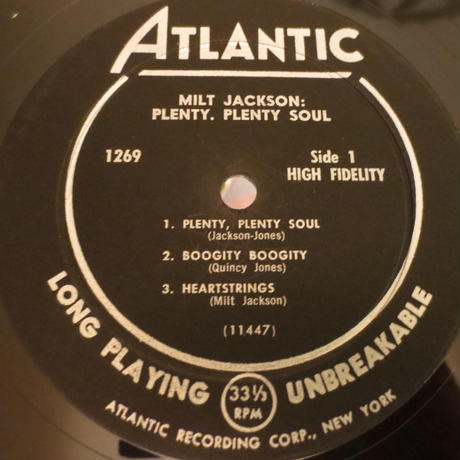 ATLANTIC
MILT JACKSON:
PLENTY, PLENTY SOUL
1269
Side 1
HIGH FIDELITY
1. PLENTY, PLENTY SOUL
(Jackson-Jones)
2. BOOGITY BOOGITY
(Quincy Jones)
3. HEARTSTRINGS
(Milt Jackson)
(11447)
LONG PLAYING
33⅓
RPM
UNBREAKABLE
ATLANTIC RECORDING CORP., NEW YORK